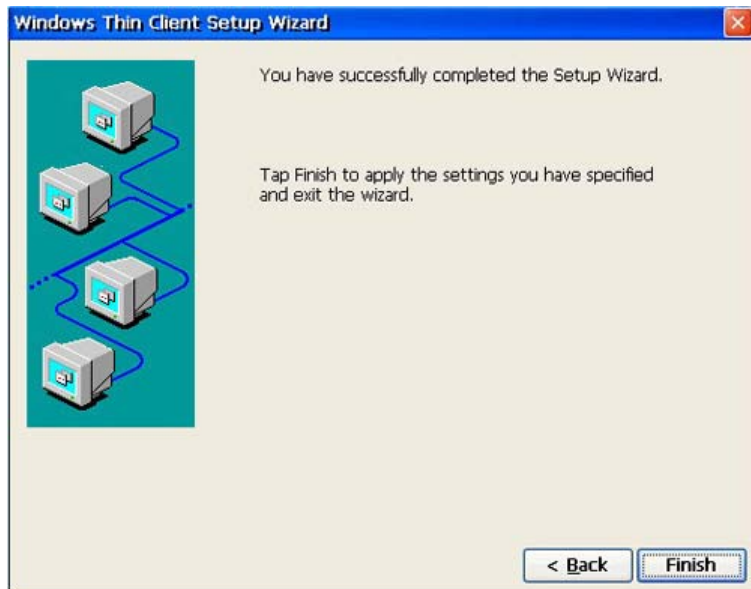 Windows Thin Client Setup Wizard
You have successfully completed the Setup Wizard.
Tap Finish to apply the settings you have specified
and exit the wizard.
< Back
Finish